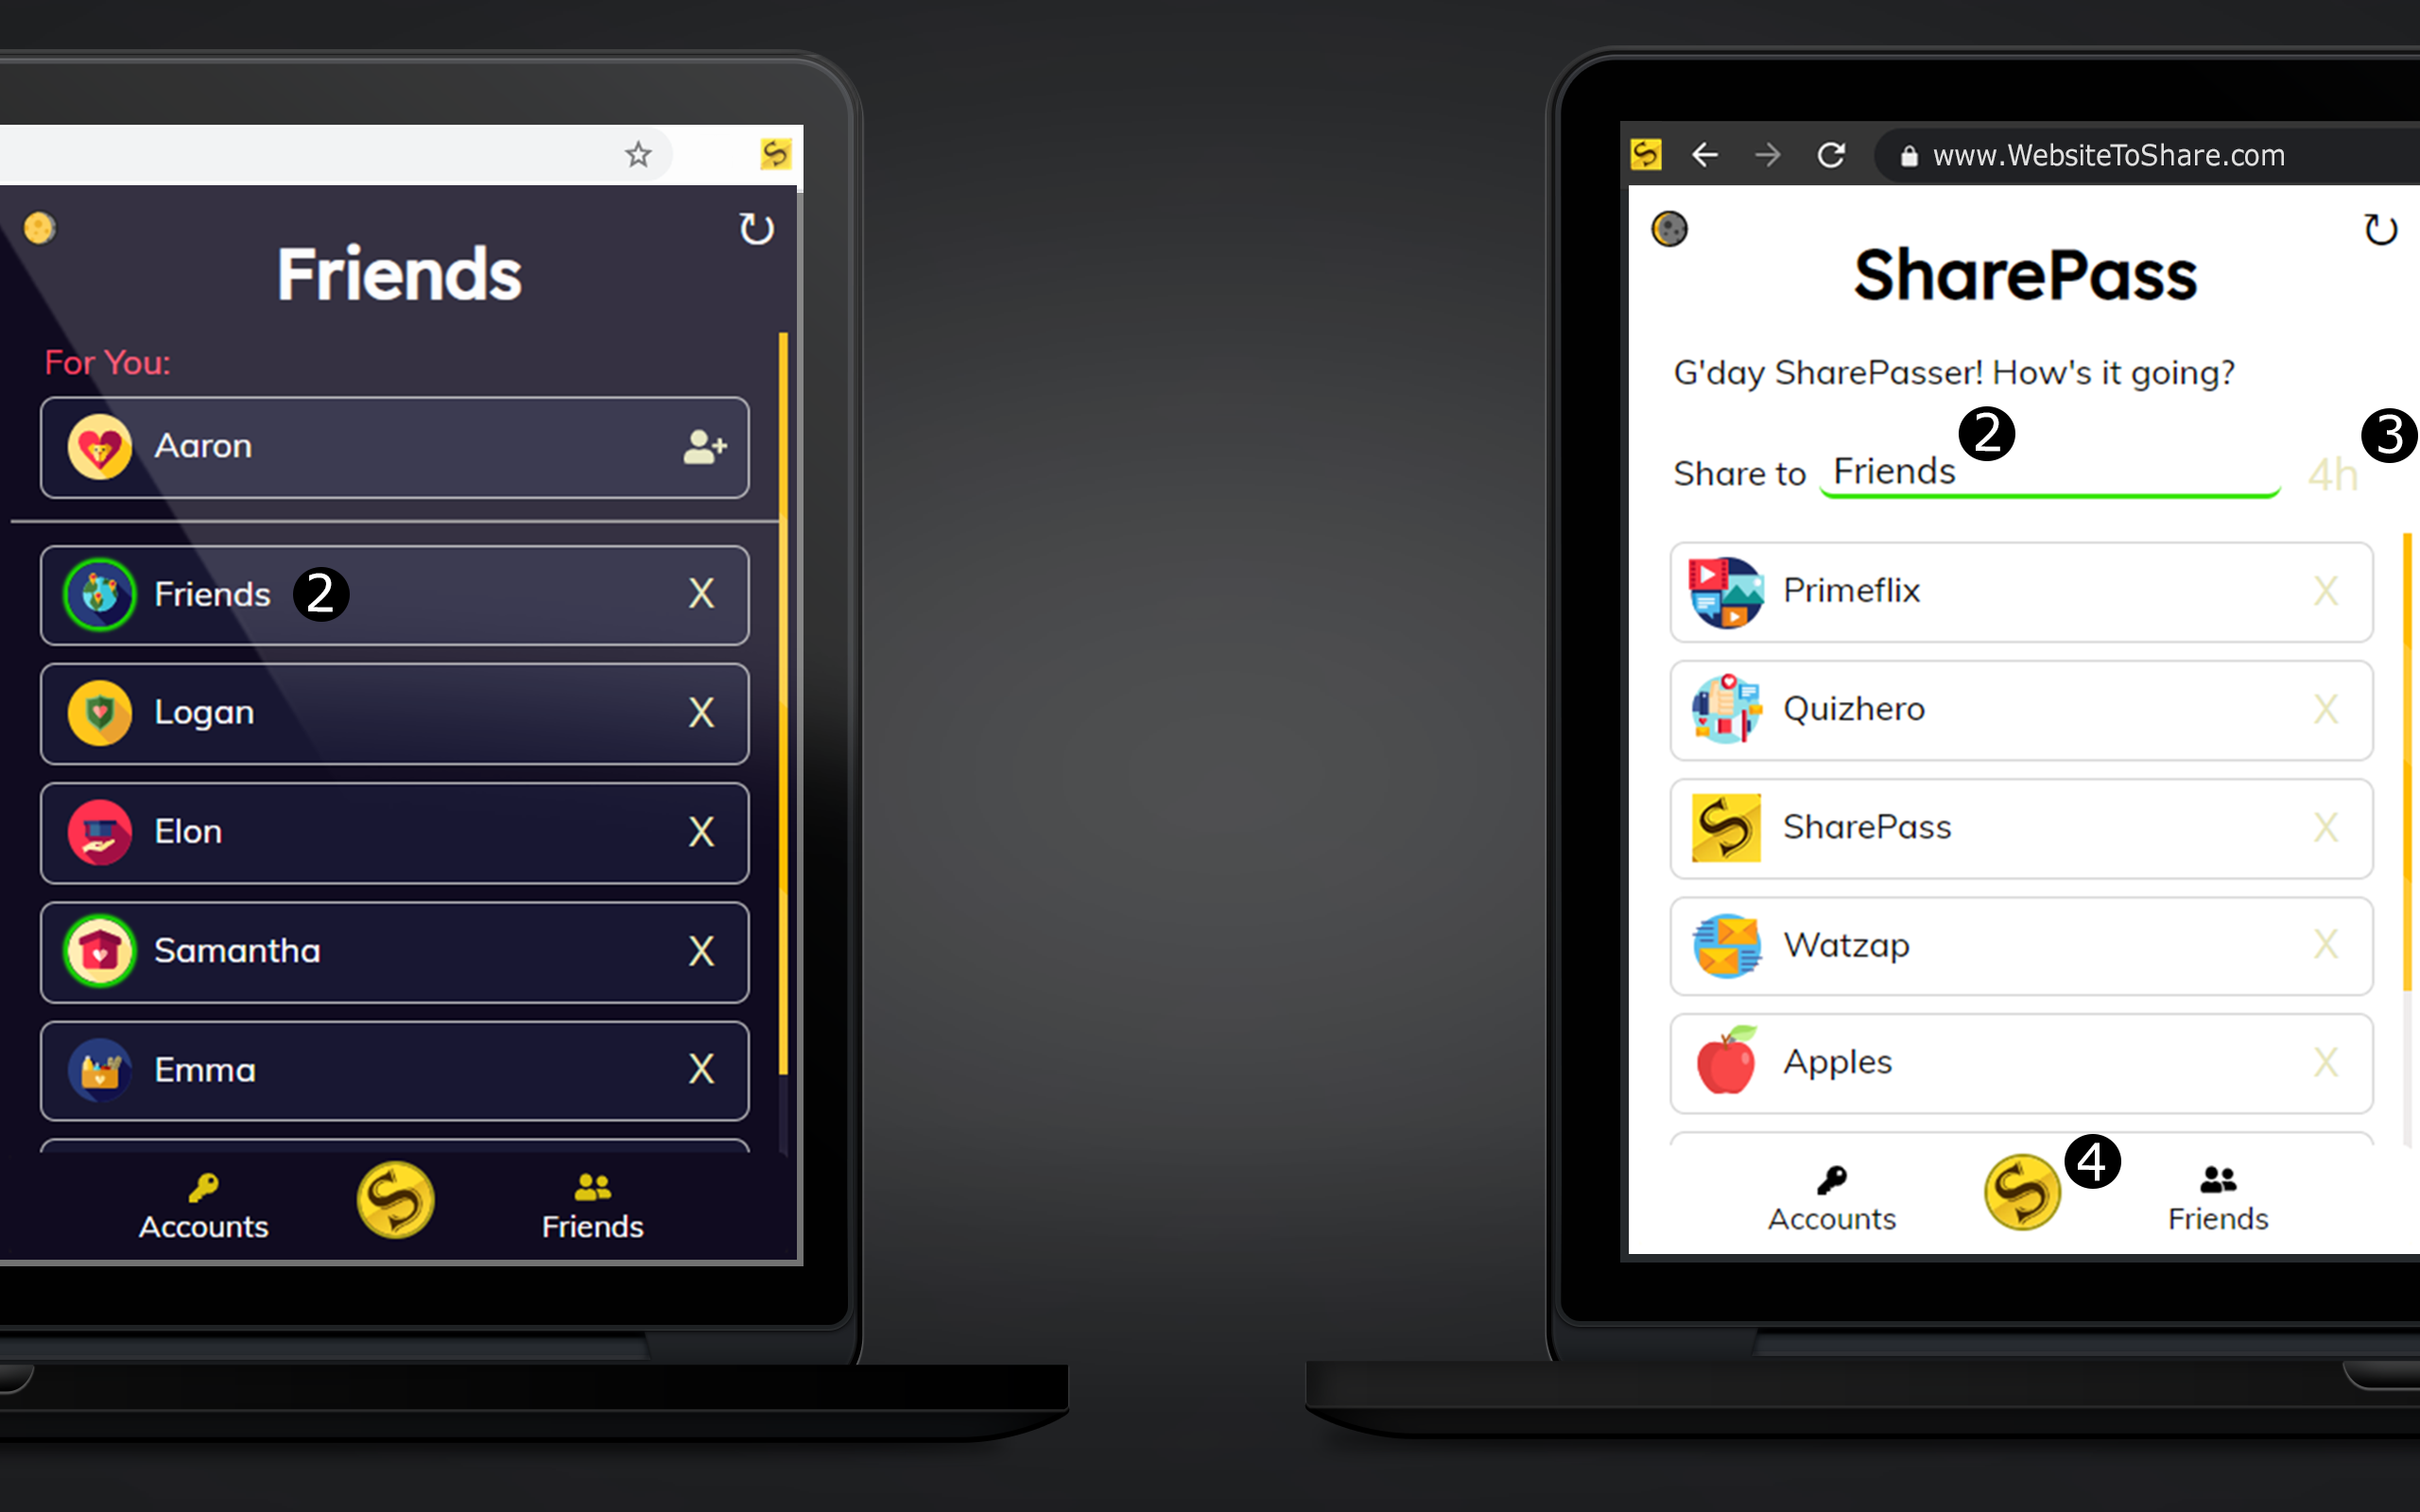 Friends
For You:
Aaron
Friends 2 X
Logan X
Elon X
Samantha X
Emma X
Accounts
Friends
www.WebsiteToShare.com
SharePass
G'day SharePasser! How's it going?
2
3
Share to Friends 4h
Primeflix X
Quizhero X
SharePass X
Watzap X
Apples X
4
Accounts
Friends